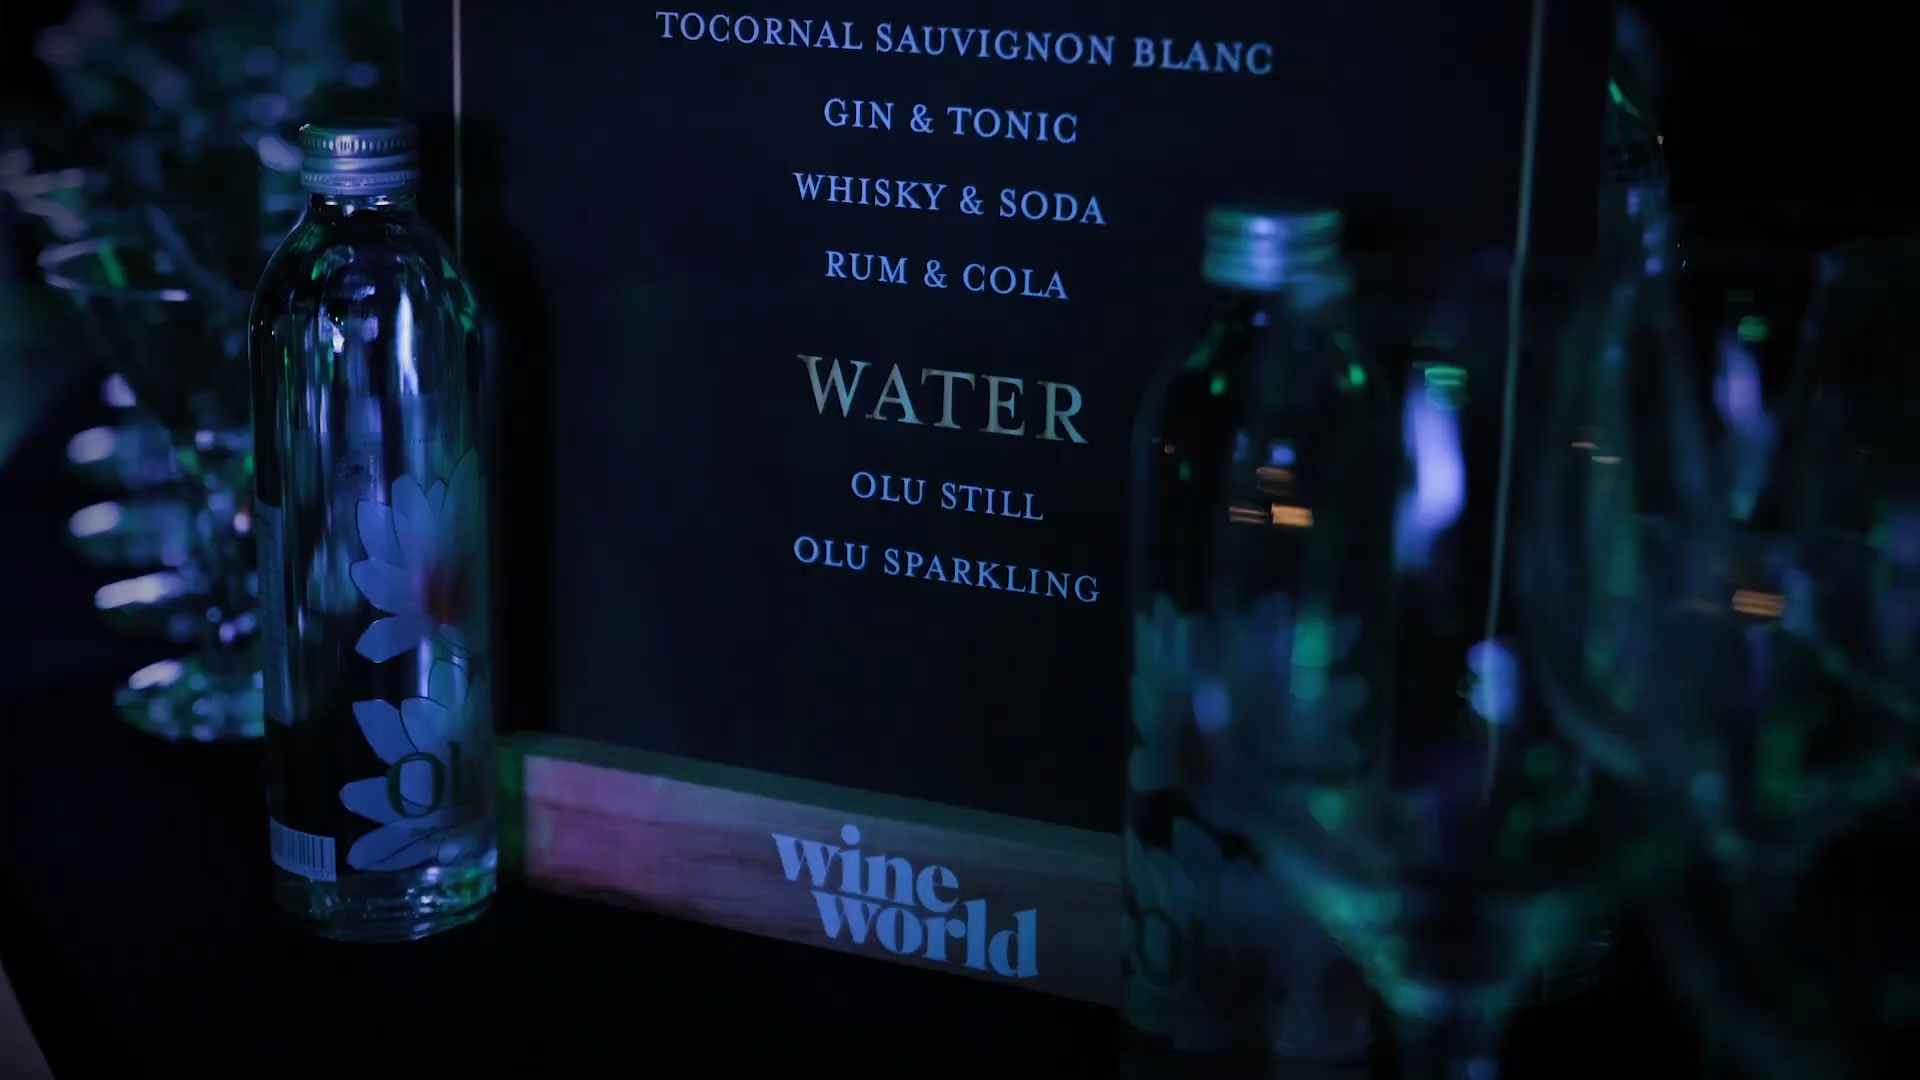 TOCORNAL SAUVIGNON BLANC
GIN & TONIC
WHISKY & SODA
RUM & COLA
WATER
OLU STILL
OLU SPARKLING
wine
world